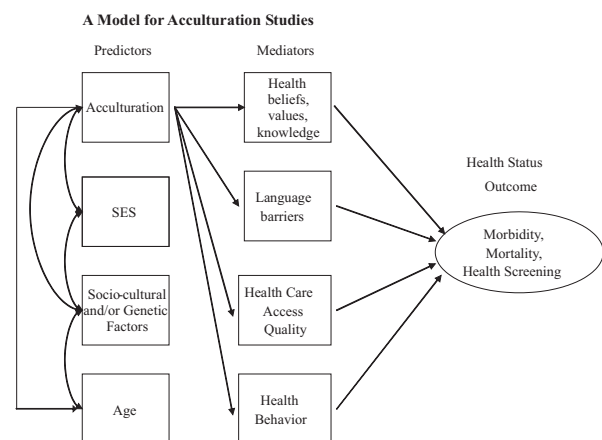 A Model for Acculturation Studies
Predictors
Mediators
Acculturation
SES
Socio-cultural
and/or Genetic
Factors
Age
Health
beliefs,
values,
knowledge
Language
barriers
Health Care
Access
Quality
Health
Behavior
Health Status
Outcome
Morbidity,
Mortality,
Health Screening